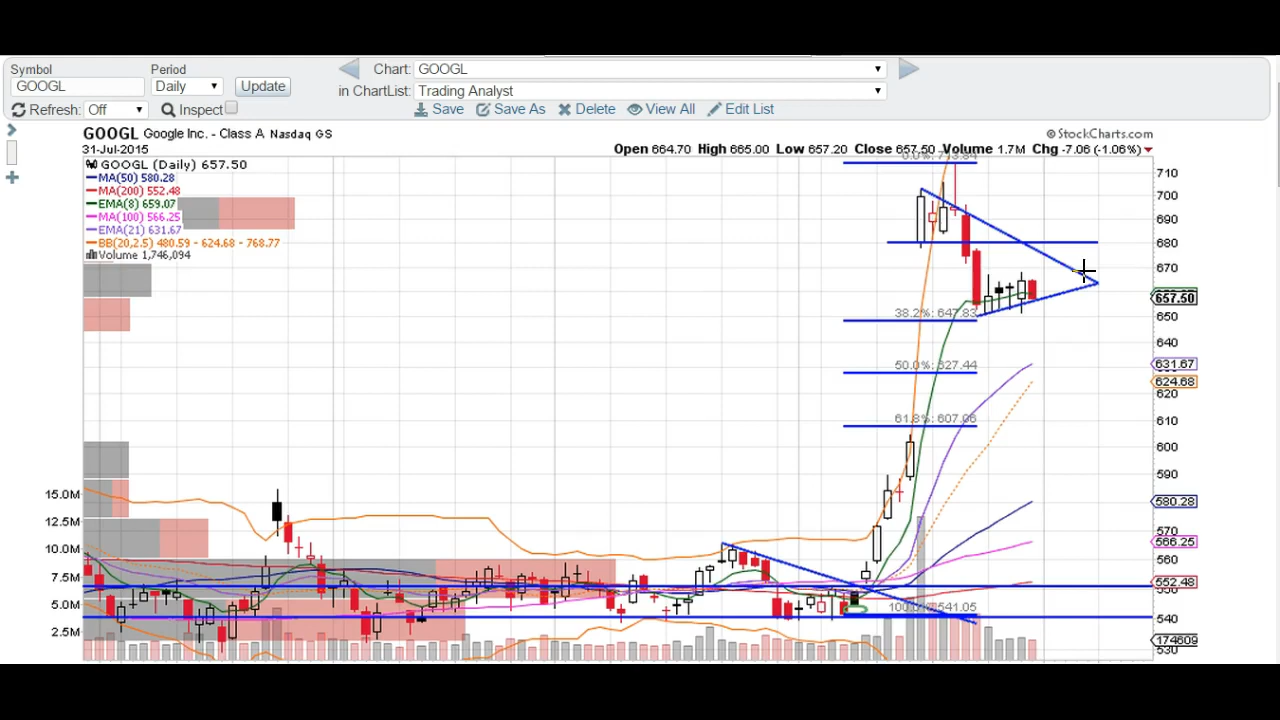 Symbol Period Chart: GOOGL
GOOGL Daily Update in ChartList: Trading Analyst
Refresh: Off Inspect Save Save As Delete View All Edit List
GOOGL Google Inc. - Class A Nasdaq GS ©StockCharts.com
31-Jul-2015 Open 664.70 High 665.00 Low 657.20 Close 657.50 Volume 1.7M Chg -7.06 (-1.06%)
GOOGL (Daily) 657.50
MA(50) 580.28
MA(200) 552.48
EMA(8) 659.07
MA(100) 566.25
EMA(21) 631.67
BB(20,2.5) 480.59 - 624.68 - 768.77
Volume 1,746,094
0.0%: 713.84
38.2%: 647.83
50.0%: 627.44
61.8%: 607.06
100.0%: 541.05
710
700
690
680
670
660
657.50
650
640
631.67
624.68
620
610
600
590
580.28
570
566.25
560
552.48
550
540
174609
530
15.0M
12.5M
10.0M
7.5M
5.0M
2.5M